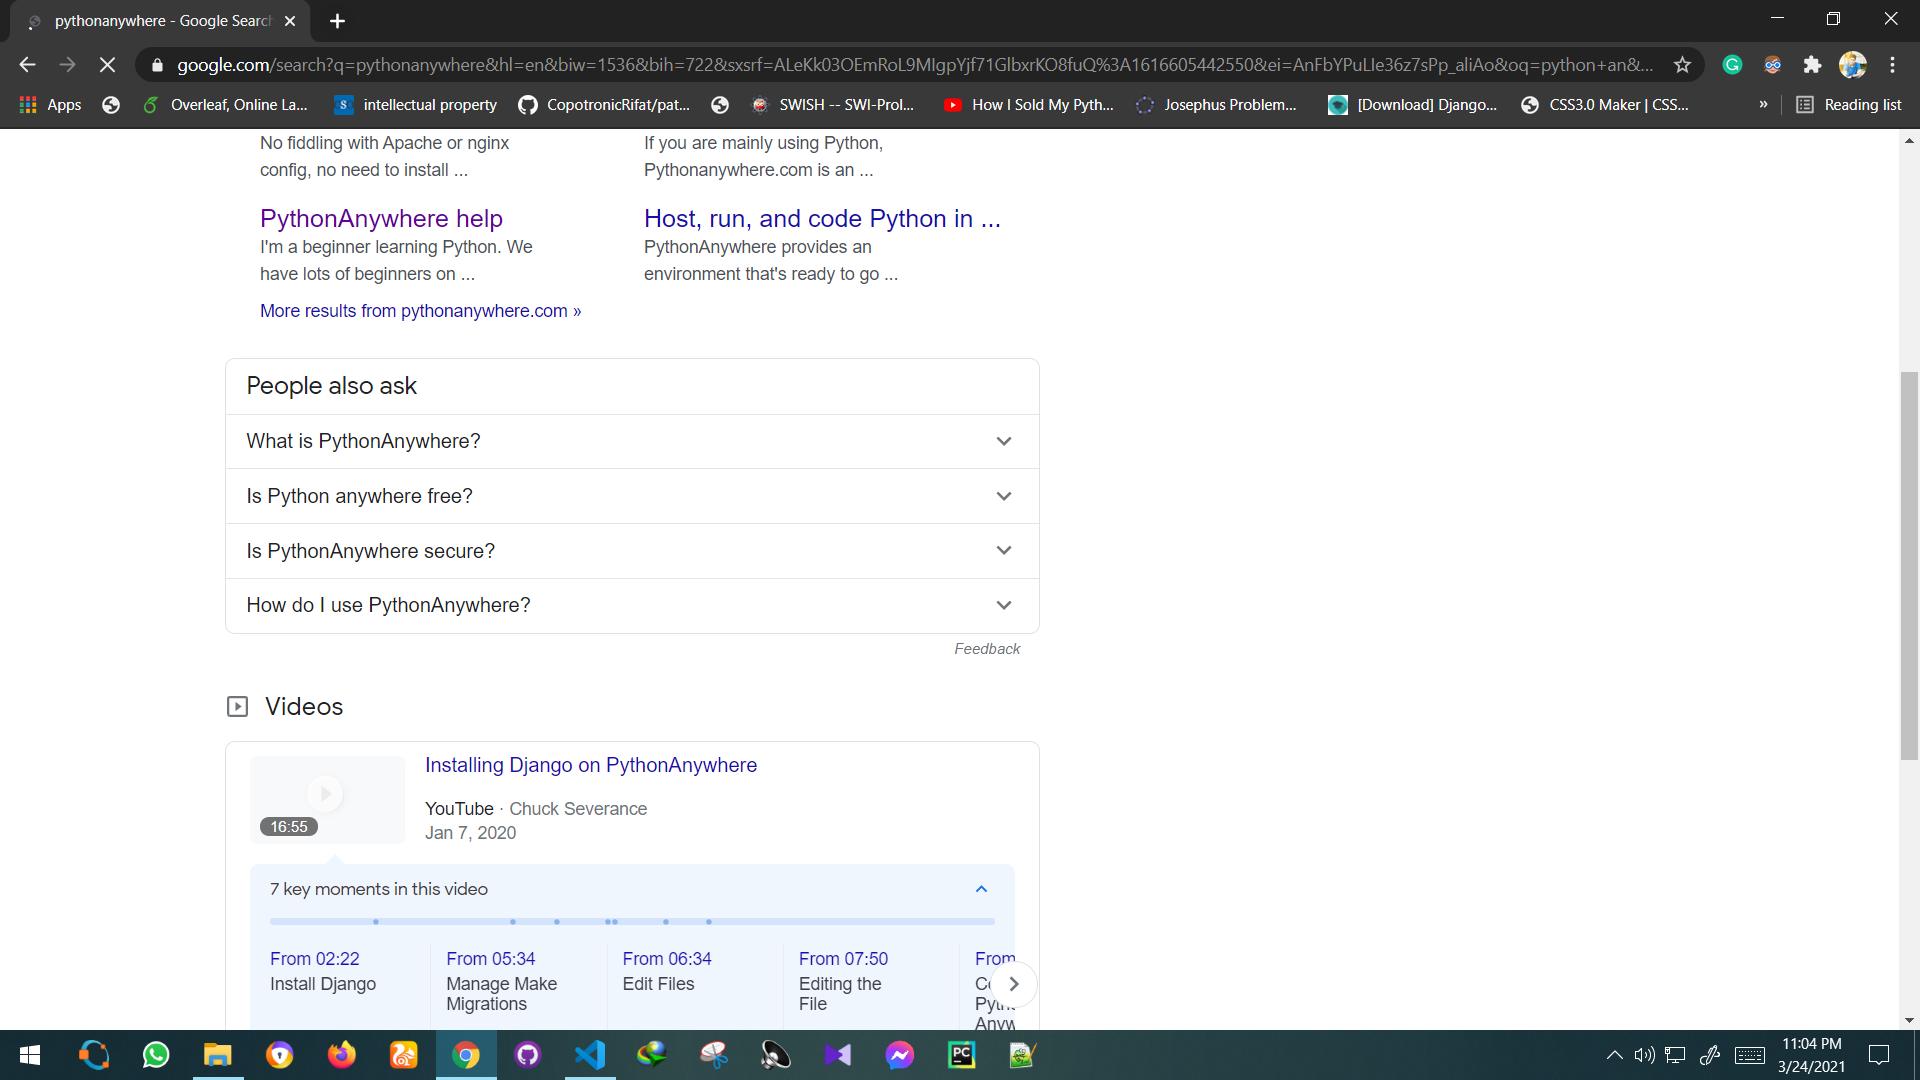 pythonanywhere - Google Search
google.com/search?q=pythonanywhere&hl=en&biw=1536&bih=722&sxsrf=ALeKk03OEmRoL9MIgpYjf71GlbxrKO8fuQ%3A1616605442550&ei=AnFbYPuLIe36z7sPp_aliAo&oq=python+an&...
Apps Overleaf, Online La... intellectual property CopotronicRifat/pat... SWISH -- SWI-Prol... How I Sold My Pyth... Josephus Problem... [Download] Django... CSS3.0 Maker | CSS... » Reading list
No fiddling with Apache or nginx
config, no need to install ...
If you are mainly using Python,
Pythonanywhere.com is an ...
PythonAnywhere help
I'm a beginner learning Python. We
have lots of beginners on ...
Host, run, and code Python in ...
PythonAnywhere provides an
environment that's ready to go ...
More results from pythonanywhere.com »
People also ask
What is PythonAnywhere?
Is Python anywhere free?
Is PythonAnywhere secure?
How do I use PythonAnywhere?
Feedback
Videos
16:55
Installing Django on PythonAnywhere
YouTube · Chuck Severance
Jan 7, 2020
7 key moments in this video
From 02:22
Install Django
From 05:34
Manage Make
Migrations
From 06:34
Edit Files
From 07:50
Editing the
File
From
Anyw
11:04 PM
3/24/2021